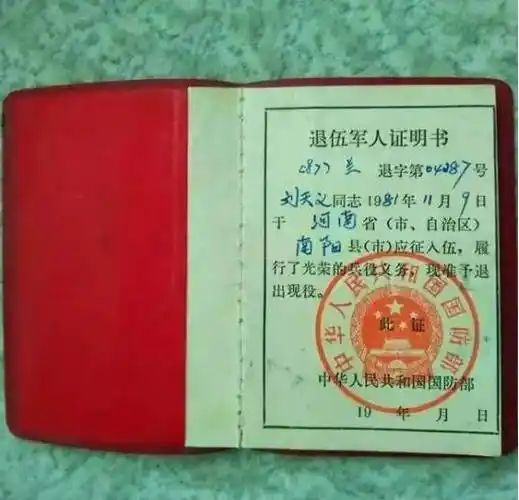 退伍军人证明书
(87) 兰 退字第04287号
刘天义同志 1981年11月9日
于 河南 省(市、自治区)
南阳 县(市)应征入伍,履
行了光荣的兵役义务,现准予退
出现役。
此证
中华人民共和国国防部
中华人民共和国国防部
19 年 月 日